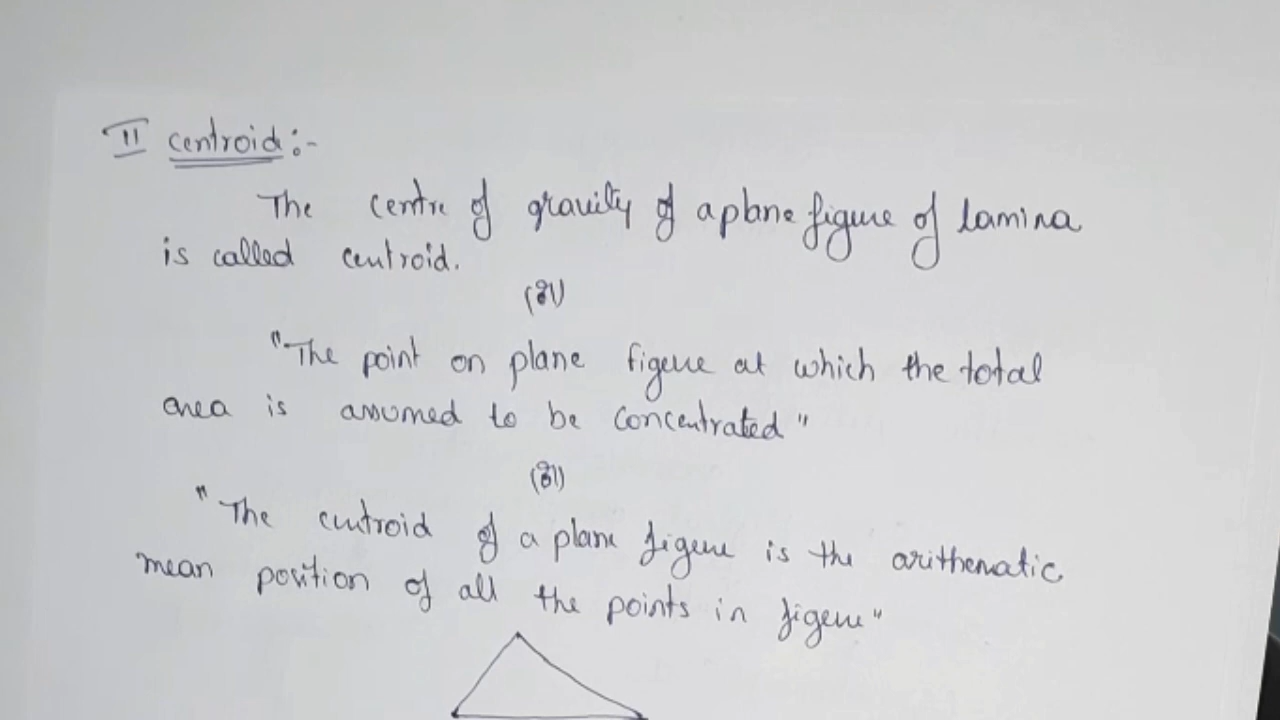 II centroid:-
The centre of gravity of a plane figure of lamina
is called centroid.
(or)
"The point on plane figure at which the total
area is assumed to be concentrated"
(or)
"The centroid of a plane figure is the arithematic
mean position of all the points in figure"